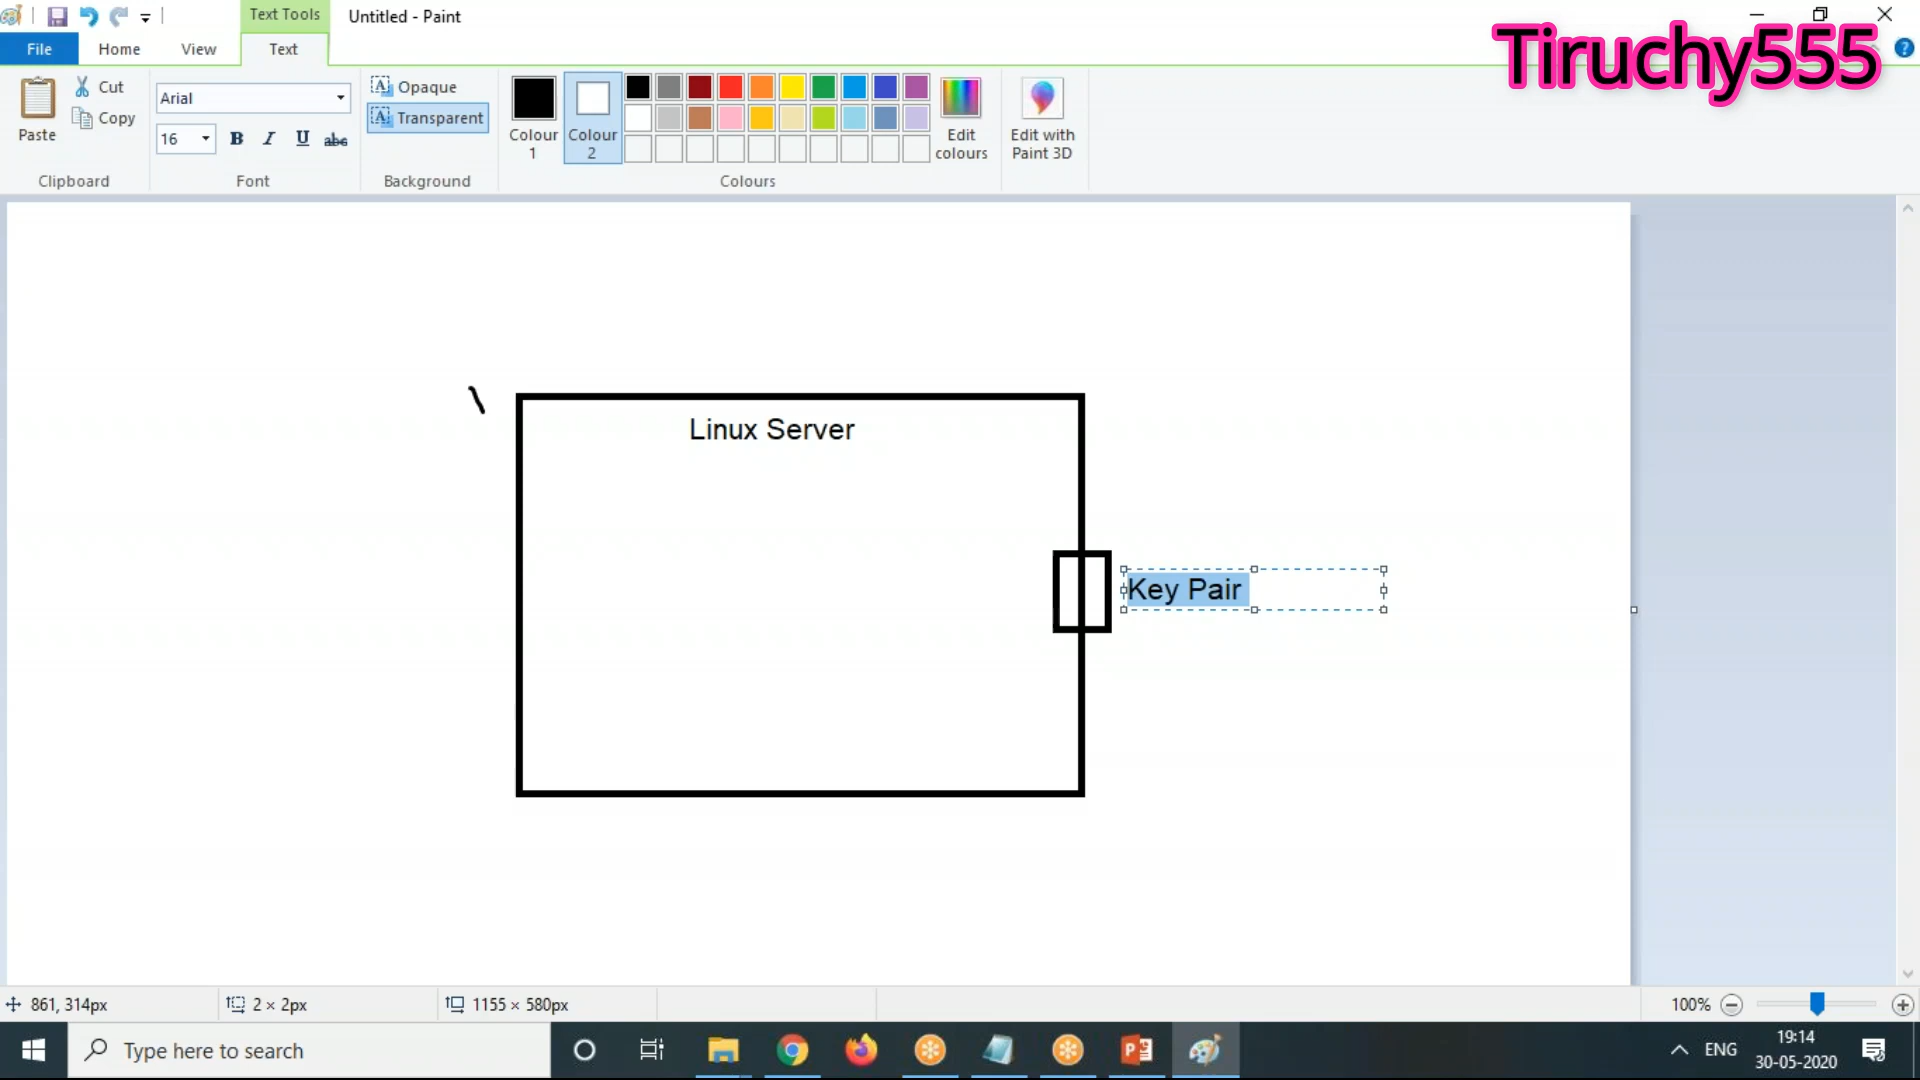 Text Tools
Untitled - Paint
Tiruchy555
File
Home
View
Text
Paste
Cut
Copy
Clipboard
Arial
16
B I U abc
Font
Opaque
Transparent
Background
Colour 1
Colour 2
Edit colours
Colours
Edit with Paint 3D
Linux Server
Key Pair
861, 314px
2 × 2px
1155 × 580px
100%
Type here to search
ENG
19:14
30-05-2020